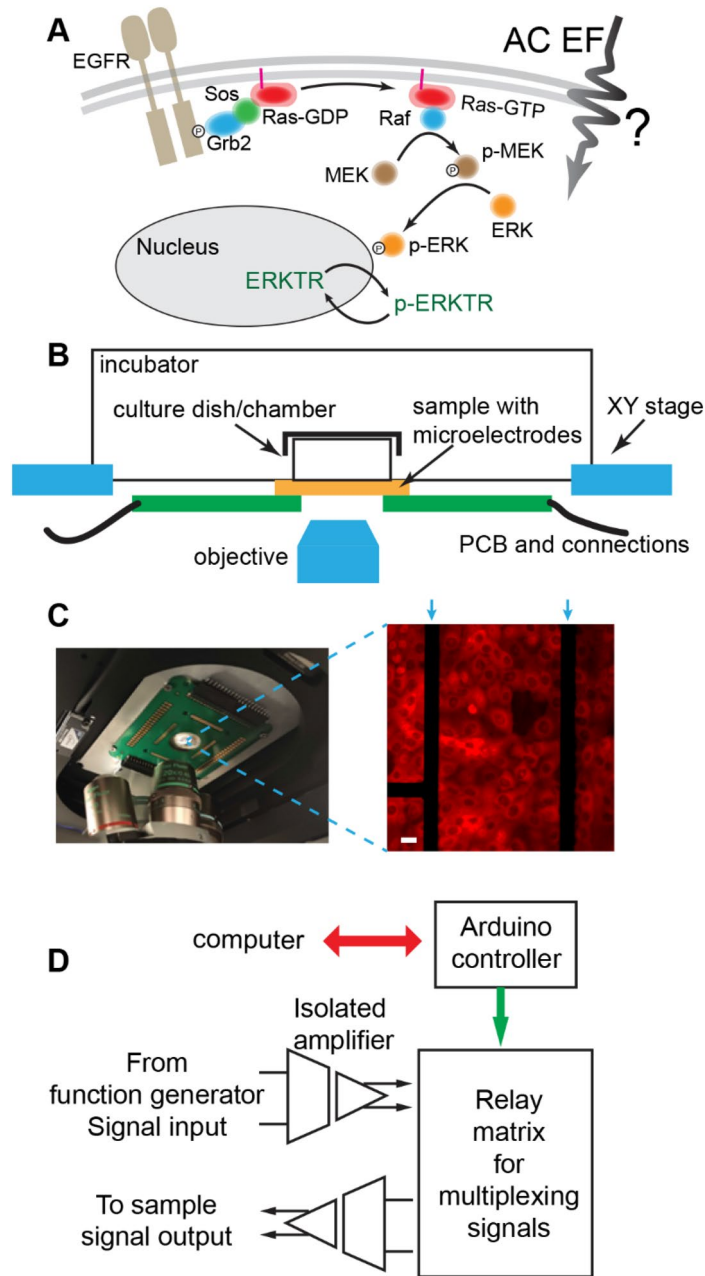 A
EGFR
AC EF
Sos
Ras-GDP
P
Grb2
Raf
Ras-GTP
?
MEK
p-MEK
P
ERK
Nucleus
P
p-ERK
ERKTR
p-ERKTR
B
incubator
culture dish/chamber
sample with
microelectrodes
XY stage
objective
PCB and connections
C
D
computer
Arduino
controller
Isolated
amplifier
From
function generator
Signal input
Relay
matrix
for
multiplexing
signals
To sample
signal output